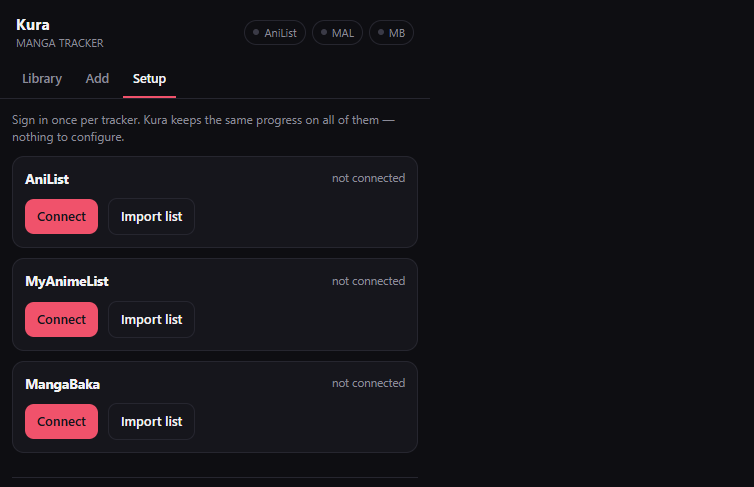 Kura
MANGA TRACKER
AniList
MAL
MB
Library
Add
Setup
Sign in once per tracker. Kura keeps the same progress on all of them —
nothing to configure.
AniList
not connected
Connect
Import list
MyAnimeList
not connected
Connect
Import list
MangaBaka
not connected
Connect
Import list